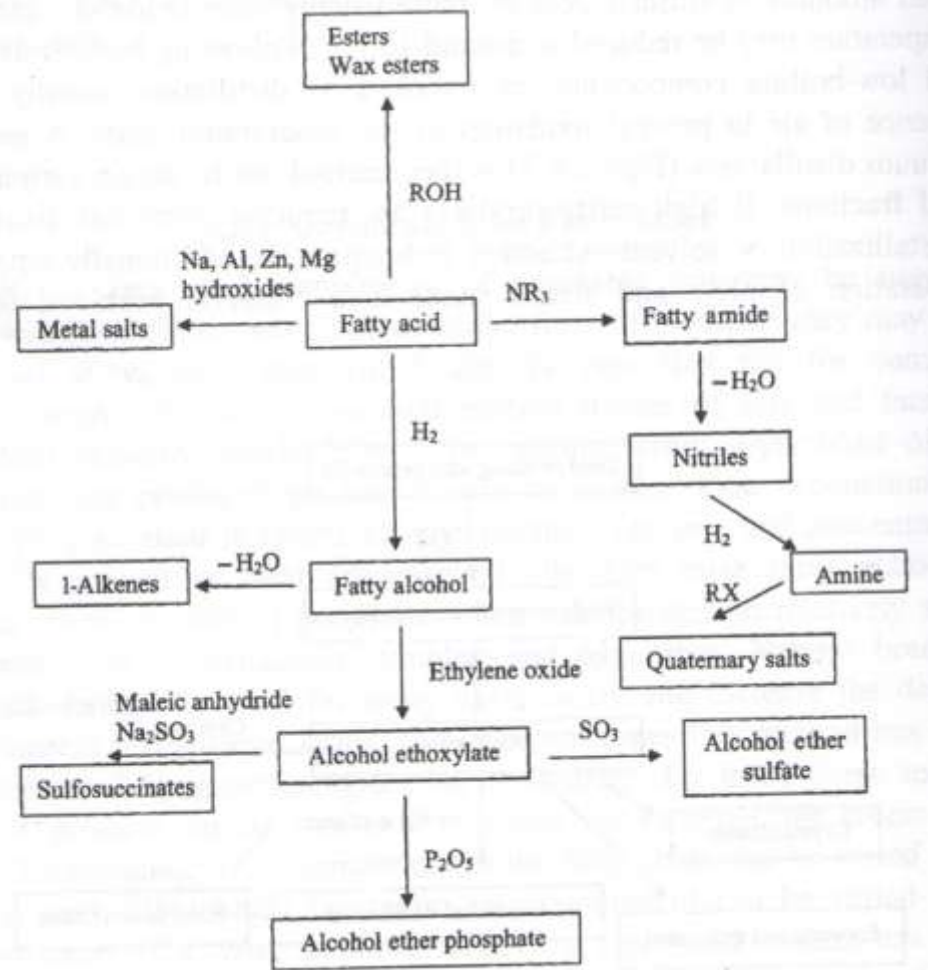 Esters
Wax esters
ROH
Na, Al, Zn, Mg
hydroxides
NR₃
Metal salts
Fatty acid
Fatty amide
–H₂O
H₂
Nitriles
H₂
–H₂O
1-Alkenes
Fatty alcohol
Amine
RX
Ethylene oxide
Quaternary salts
Maleic anhydride
Na₂SO₃
SO₃
Alcohol ethoxylate
Alcohol ether
sulfate
Sulfosuccinates
P₂O₅
Alcohol ether phosphate